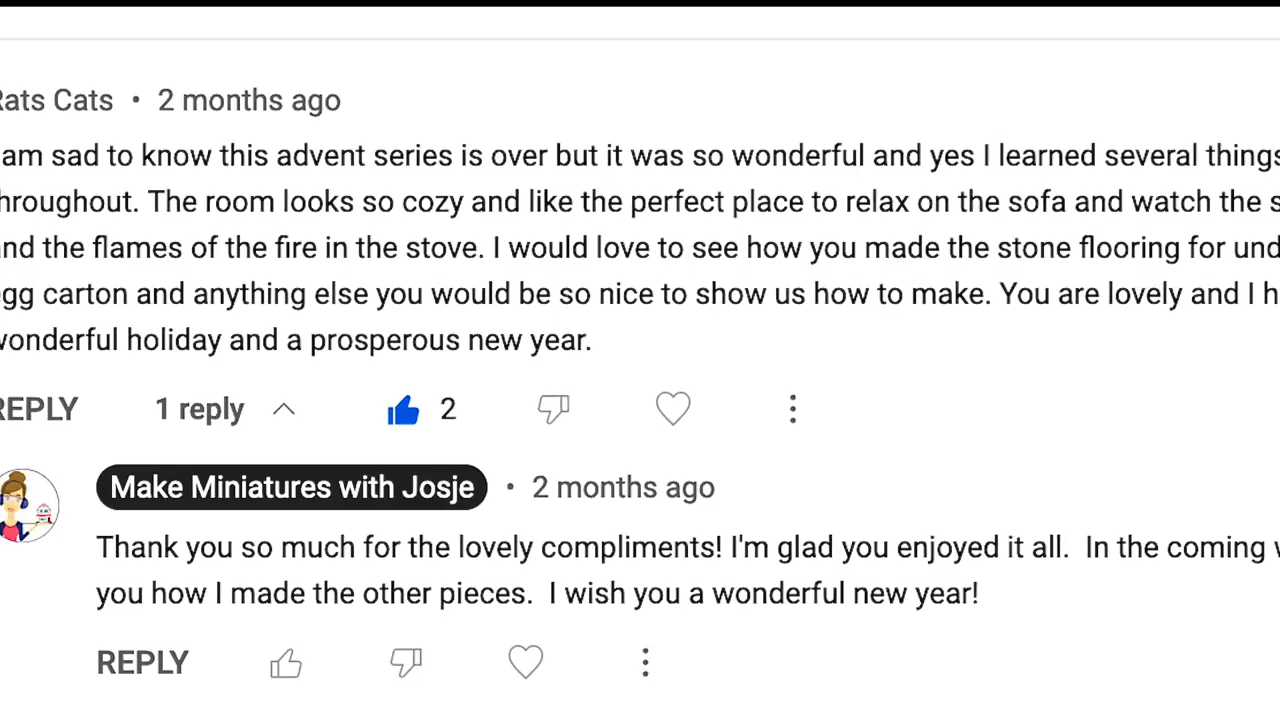 Rats Cats • 2 months ago
am sad to know this advent series is over but it was so wonderful and yes I learned several things
throughout. The room looks so cozy and like the perfect place to relax on the sofa and watch the s
and the flames of the fire in the stove. I would love to see how you made the stone flooring for und
egg carton and anything else you would be so nice to show us how to make. You are lovely and I h
wonderful holiday and a prosperous new year.
REPLY 1 reply 2
Make Miniatures with Josje • 2 months ago
Thank you so much for the lovely compliments! I'm glad you enjoyed it all. In the coming w
you how I made the other pieces. I wish you a wonderful new year!
REPLY